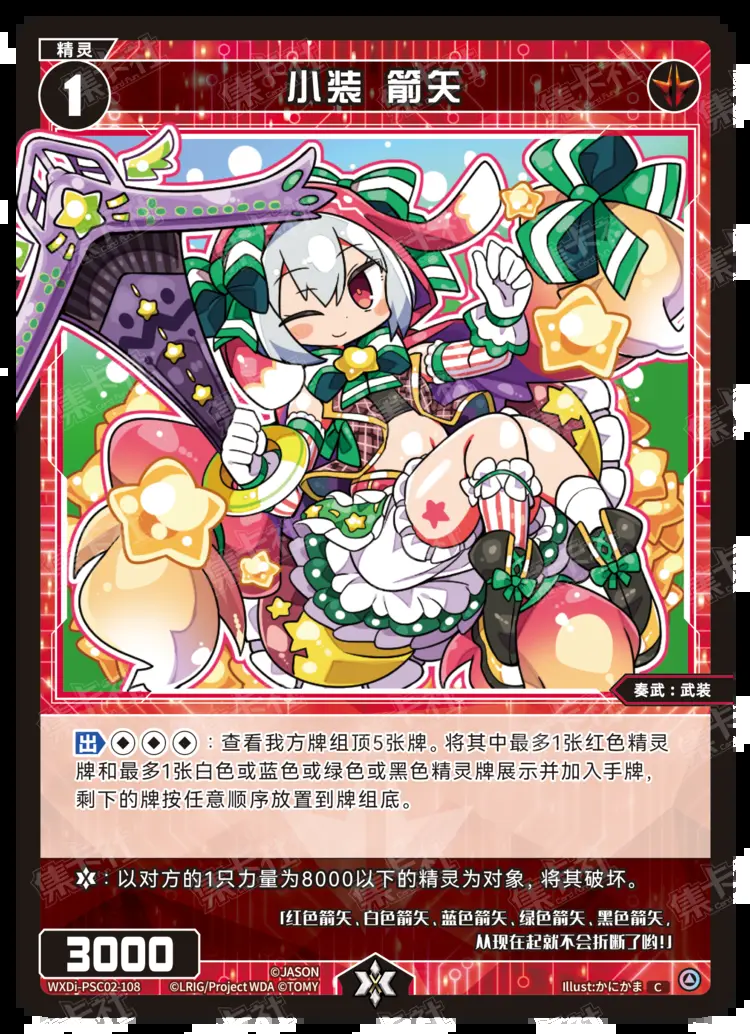 精灵
1
小装 箭矢
奏武：武装
出 ◆ ◆ ◆ ：查看我方牌组顶5张牌。将其中最多1张红色精灵
牌和最多1张白色或蓝色或绿色或黑色精灵牌展示并加入手牌，
剩下的牌按任意顺序放置到牌组底。
：以对方的1只力量为8000以下的精灵为对象，将其破坏。
「红色箭矢、白色箭矢、蓝色箭矢、绿色箭矢、黑色箭矢，
从现在起就不会折断了哟！」
3000
©JASON
WXDi-PSC02-108 ©LRIG/Project WDA ©TOMY
Illust:かにかま C
集卡社